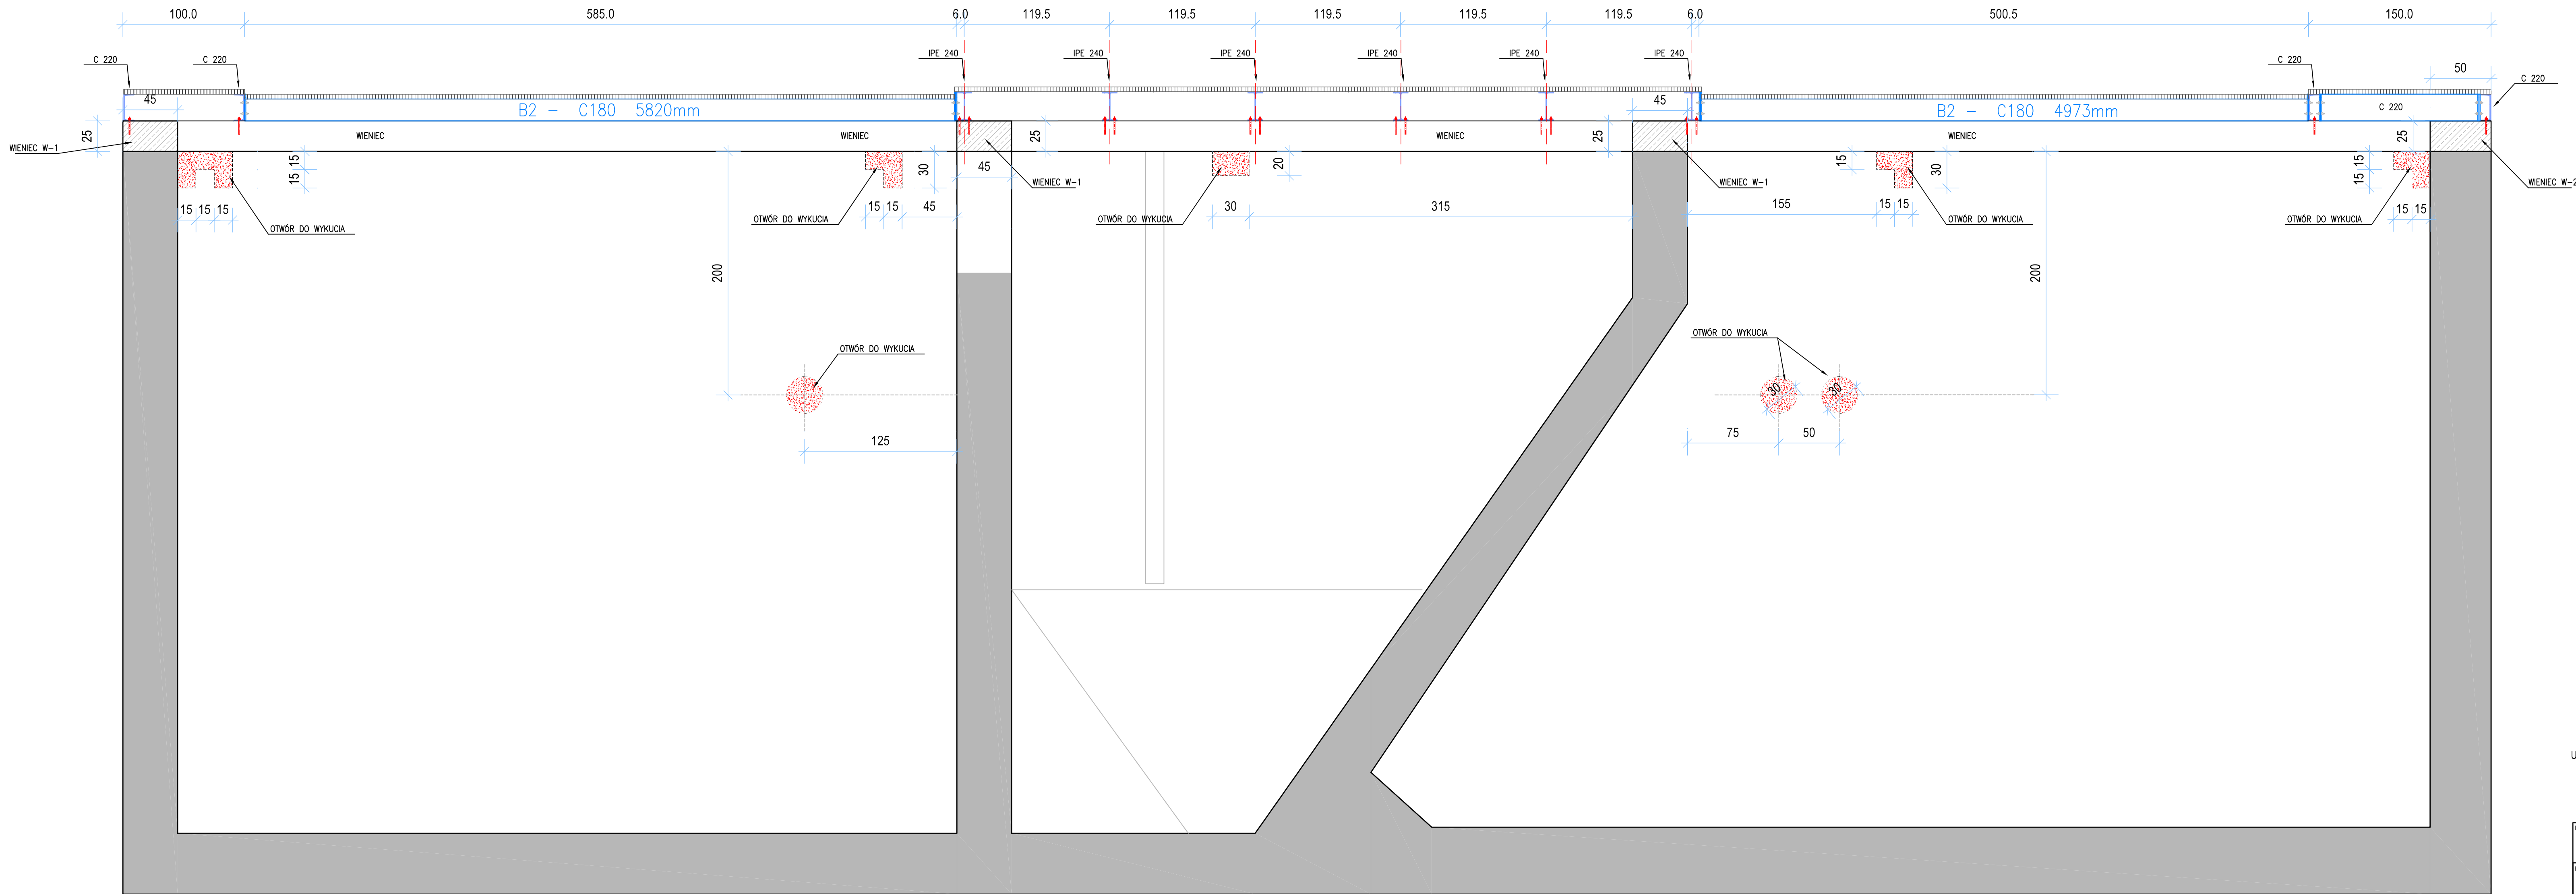 100.0 585.0 6.0 119.5 119.5 119.5 119.5 119.5 6.0 500.5 150.0
IPE 240 IPE 240 IPE 240 IPE 240 IPE 240 IPE 240
C 220 C 220 C 220 50 C 220
45 45
B2 - C180 5820mm B2 - C180 4973mm C 220
25 WIENIEC WIENIEC 25 25 WIENIEC WIENIEC 25
WIENIEC W-1
15 15 30 45 20 15 30 15 15
WIENIEC W-1 WIENIEC W-1 WIENIEC W-2
15 15 15 15 15 45 30 315 155 15 15 15 15
OTWÓR DO WYKUCIA OTWÓR DO WYKUCIA OTWÓR DO WYKUCIA OTWÓR DO WYKUCIA OTWÓR DO WYKUCIA
200 200
OTWÓR DO WYKUCIA
OTWÓR DO WYKUCIA
30 30
125 75 50
U